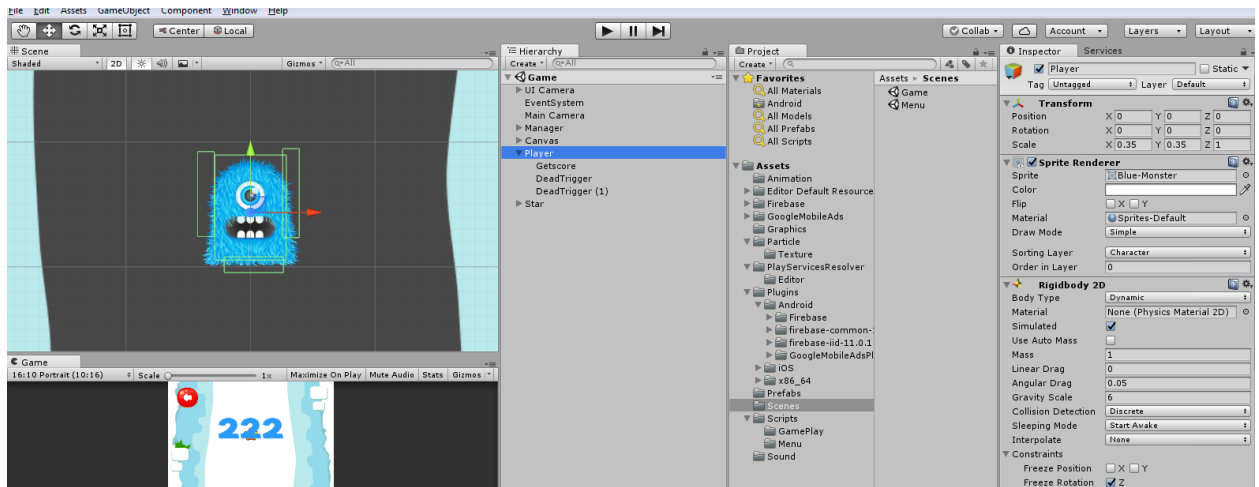 File Edit Assets GameObject Component Window Help
Center Local Collab Account Layers Layout
Scene
Shaded 2D Gizmos All
Game
16:10 Portrait (10:16) Scale 1x Maximize On Play Mute Audio Stats Gizmos
222
Hierarchy
Create All
Game
UI Camera
EventSystem
Main Camera
Manager
Canvas
Player
Getscore
DeadTrigger
DeadTrigger (1)
Star
Project
Create
Favorites
All Materials
Android
All Models
All Prefabs
All Scripts
Assets
Animation
Editor Default Resource
Firebase
GoogleMobileAds
Graphics
Particle
Texture
PlayServicesResolver
Editor
Plugins
Android
Firebase
firebase-common-
firebase-iid-11.0.1
GoogleMobileAdsPl
iOS
x86_64
Prefabs
Scenes
Scripts
GamePlay
Menu
Sound
Assets Scenes
Game
Menu
Inspector Services
Player Static
Tag Untagged Layer Default
Transform
Position X 0 Y 0 Z 0
Rotation X 0 Y 0 Z 0
Scale X 0.35 Y 0.35 Z 1
Sprite Renderer
Sprite Blue-Monster
Color
Flip X Y
Material Sprites-Default
Draw Mode Simple
Sorting Layer Character
Order in Layer 0
Rigidbody 2D
Body Type Dynamic
Material None (Physics Material 2D)
Simulated
Use Auto Mass
Mass 1
Linear Drag 0
Angular Drag 0.05
Gravity Scale 6
Collision Detection Discrete
Sleeping Mode Start Awake
Interpolate None
Constraints
Freeze Position X Y
Freeze Rotation Z